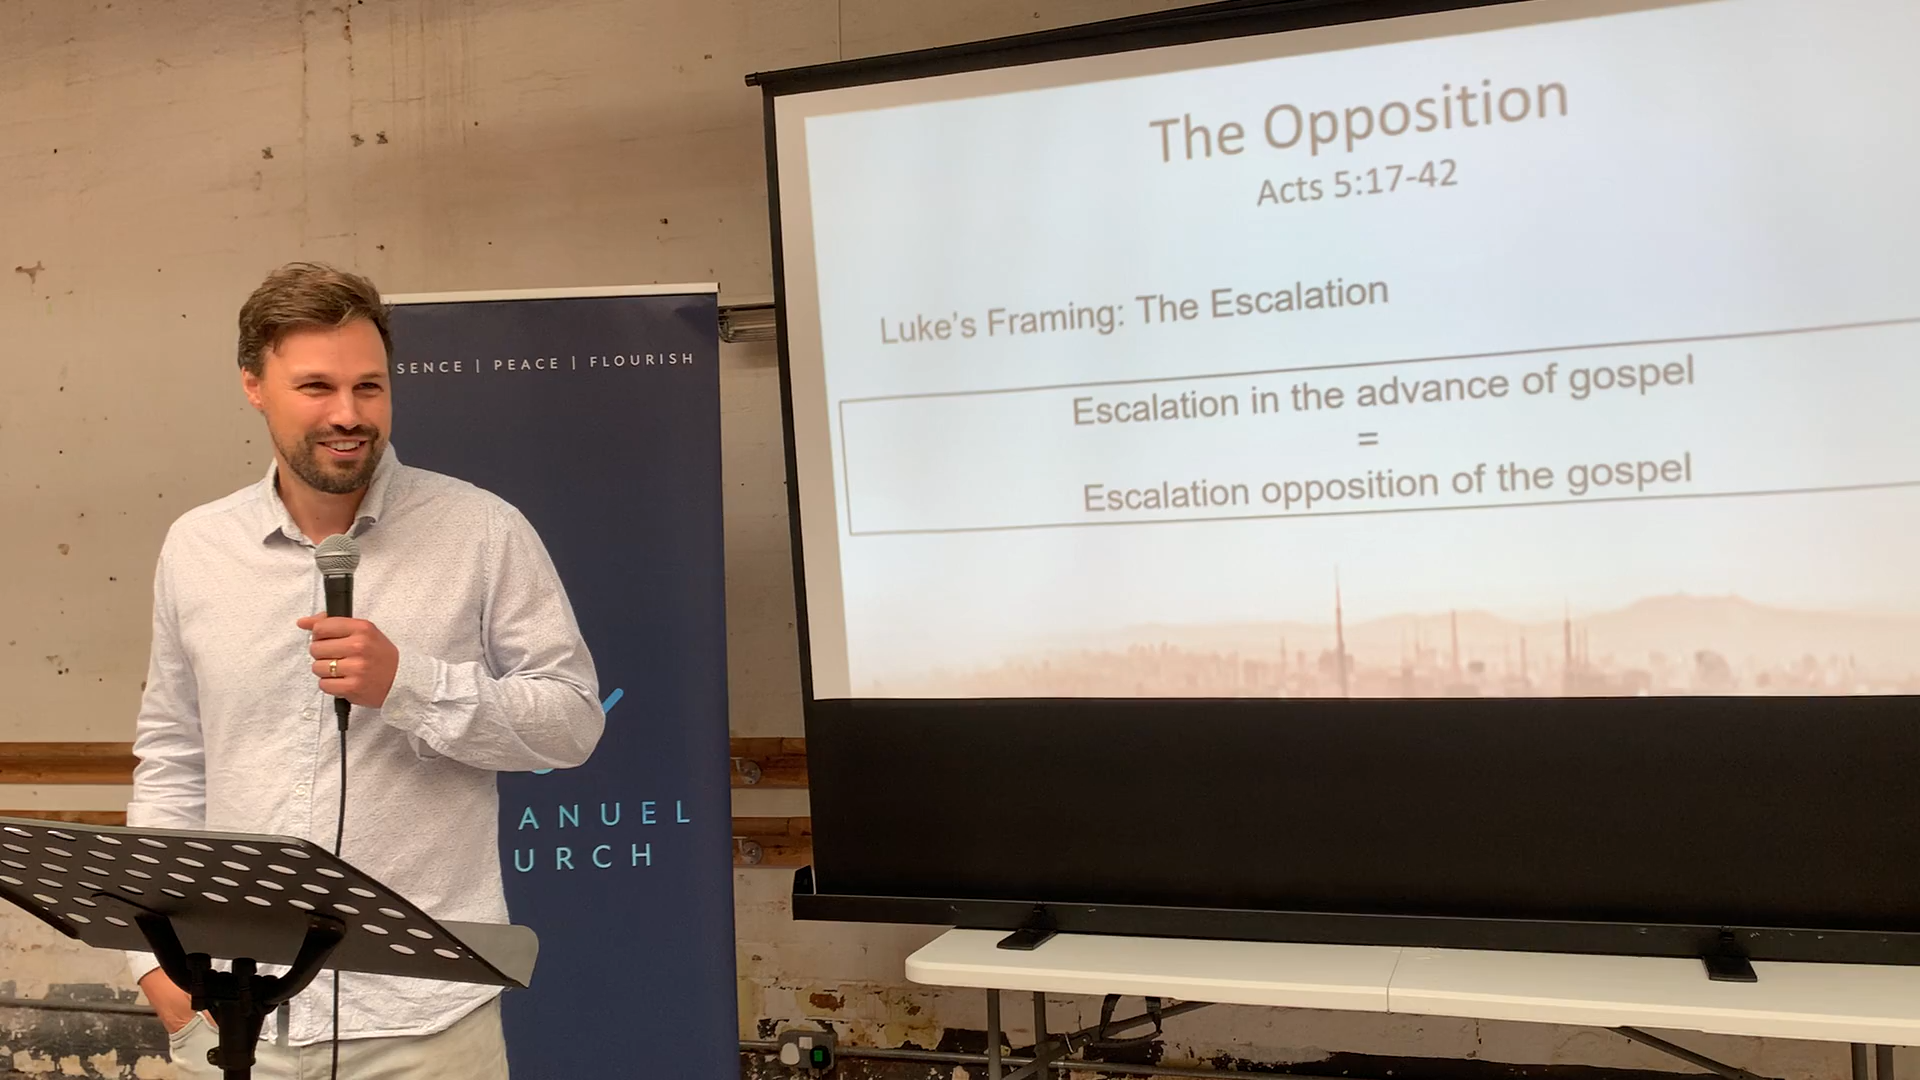 The Opposition
Acts 5:17-42
Luke's Framing: The Escalation
Escalation in the advance of gospel
=
Escalation opposition of the gospel
SENCE | PEACE | FLOURISH
ANUEL
URCH